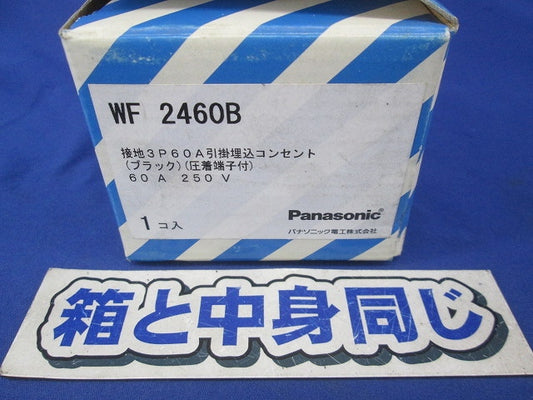 WF 2460B
接地3P60A引掛埋込コンセント
(ブラック)(圧着端子付)
60A 250V
1コ入
Panasonic
パナソニック電工株式会社
箱と中身同じ